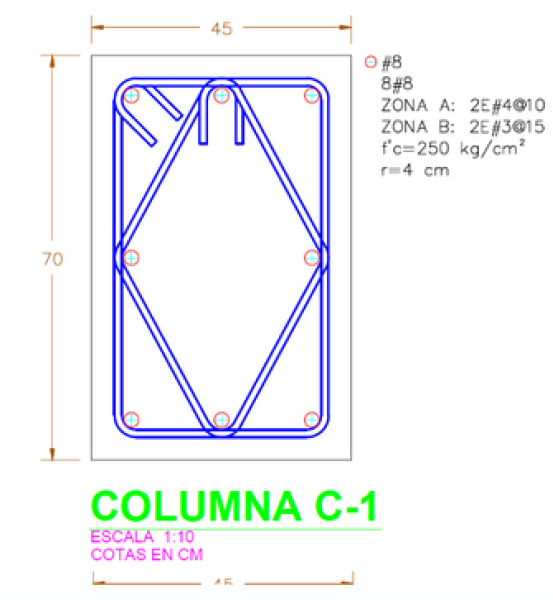 45
#8
8#8
ZONA A: 2E#4@10
ZONA B: 2E#3@15
f'c=250 kg/cm²
r=4 cm
70
COLUMNA C-1
ESCALA 1:10
COTAS EN CM
45